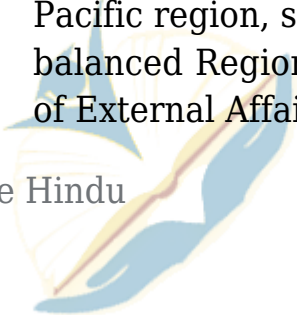 Pacific region, s
balanced Region
of External Affai
e Hindu